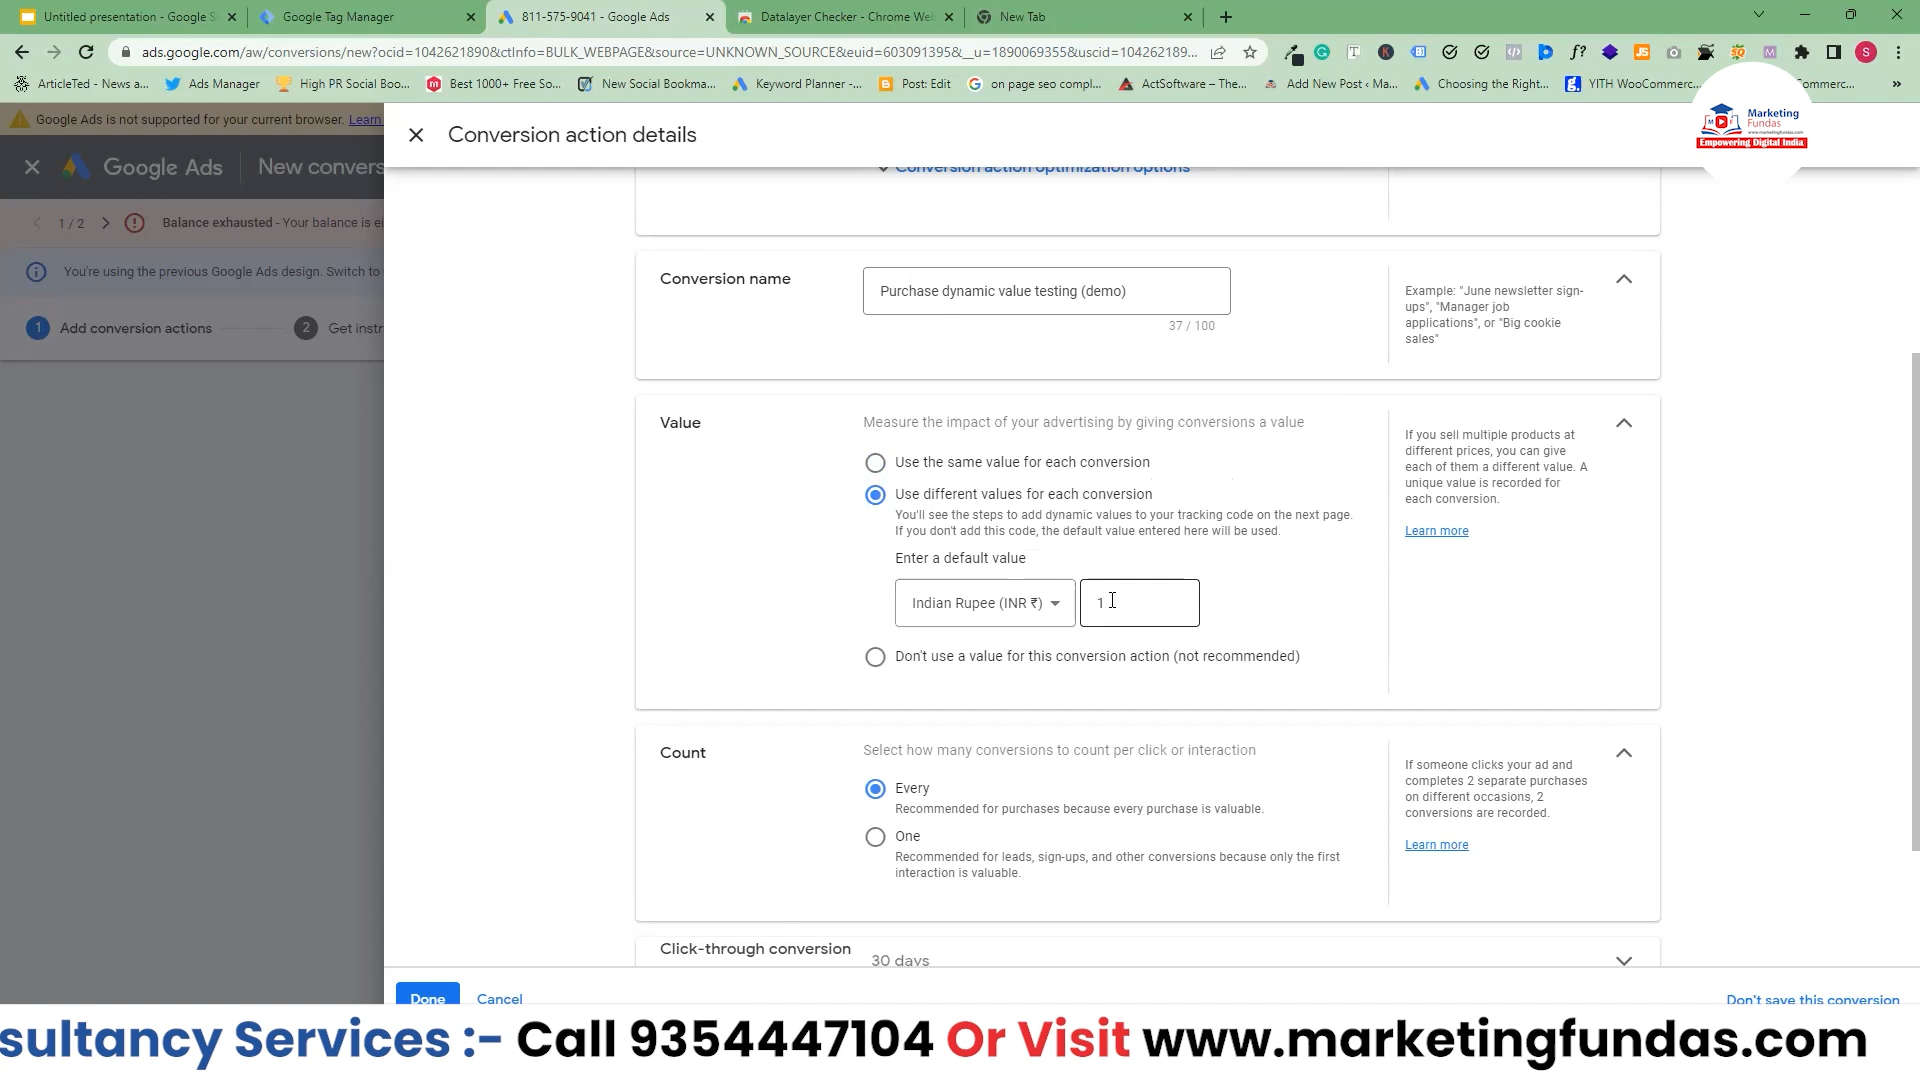 Untitled presentation - Google S
Google Tag Manager
811-575-9041 - Google Ads
Datalayer Checker - Chrome Web
New Tab
ads.google.com/aw/conversions/new?ocid=1042621890&ctInfo=BULK_WEBPAGE&source=UNKNOWN_SOURCE&euid=603091395&__u=1890069355&uscid=104262189...
ArticleTed - News a...
Ads Manager
High PR Social Boo...
Best 1000+ Free So...
New Social Bookma...
Keyword Planner -...
Post: Edit
on page seo compl...
ActSoftware – The...
Add New Post ‹ Ma...
Choosing the Right...
YITH WooCommerc...
ommerc...
Google Ads is not supported for your current browser. Learn
Conversion action details
Marketing
Fundas
www.marketingfundas.com
Empowering Digital India
Google Ads
New convers
1 / 2
Balance exhausted - Your balance is e
You're using the previous Google Ads design. Switch to
1 Add conversion actions
2 Get instr
Conversion action optimization options
Conversion name
Purchase dynamic value testing (demo)
37 / 100
Example: "June newsletter sign-
ups", "Manager job
applications", or "Big cookie
sales"
Value
Measure the impact of your advertising by giving conversions a value
Use the same value for each conversion
Use different values for each conversion
You'll see the steps to add dynamic values to your tracking code on the next page.
If you don't add this code, the default value entered here will be used.
Enter a default value
Indian Rupee (INR ₹)
1
Don't use a value for this conversion action (not recommended)
If you sell multiple products at
different prices, you can give
each of them a different value. A
unique value is recorded for
each conversion.
Learn more
Count
Select how many conversions to count per click or interaction
Every
Recommended for purchases because every purchase is valuable.
One
Recommended for leads, sign-ups, and other conversions because only the first
interaction is valuable.
If someone clicks your ad and
completes 2 separate purchases
on different occasions, 2
conversions are recorded.
Learn more
Click-through conversion
30 days
Done
Cancel
Don't save this conversion
sultancy Services :- Call 9354447104 Or Visit www.marketingfundas.com